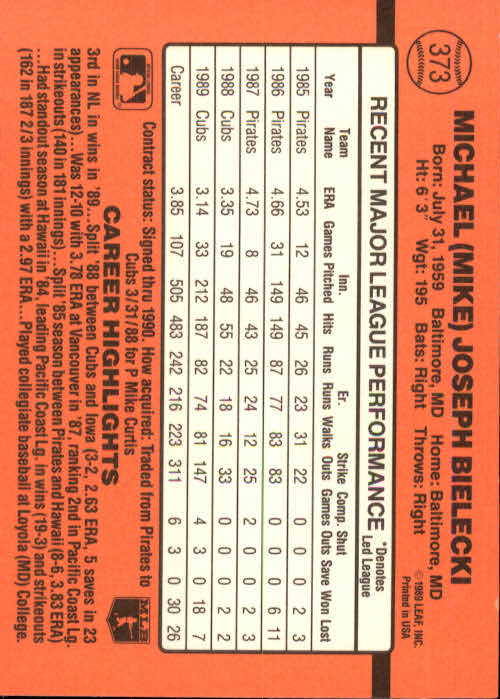 373
MICHAEL (MIKE) JOSEPH BIELECKI
Born: July 31, 1959 Baltimore, MD Home: Baltimore, MD
Ht: 6' 3" Wgt: 195 Bats: Right Throws: Right
© 1989 LEAF, INC.
Printed in USA
RECENT MAJOR LEAGUE PERFORMANCE *Denotes Led League
Year Team Name ERA Games Inn. Pitched Hits Runs Er. Runs Walks Strike Outs Comp. Games Shut Outs Save Won Lost
1985 Pirates 4.53 12 46 45 26 23 31 22 0 0 0 2 3
1986 Pirates 4.66 31 149 149 87 77 83 83 0 0 0 6 11
1987 Pirates 4.73 8 46 43 25 24 12 25 2 0 0 2 3
1988 Cubs 3.35 19 48 55 22 18 16 33 0 0 0 2 2
1989 Cubs 3.14 33 212 187 82 74 81 147 4 3 0 18 7
Career 3.85 107 505 483 242 216 223 311 6 3 0 30 26
Contract status: Signed thru 1990. How acquired: Traded from Pirates to
Cubs 3/31/88 for P Mike Curtis
MLB
CAREER HIGHLIGHTS
3rd in NL in wins in '89...Split '88 between Cubs and Iowa (3-2, 2.63 ERA, 5 saves in 23
appearances)...Was 12-10 with 3.78 ERA at Vancouver in '87, ranking 2nd in Pacific Coast Lg.
in strikeouts (140 in 181 innings)...Split '85 season between Pirates and Hawaii (8-6, 3.83 ERA)
...Had standout season at Hawaii in '84, leading Pacific Coast Lg. in wins (19-3) and strikeouts
(162 in 187 2/3 innings) with a 2.97 ERA...Played collegiate baseball at Loyola (MD) College.